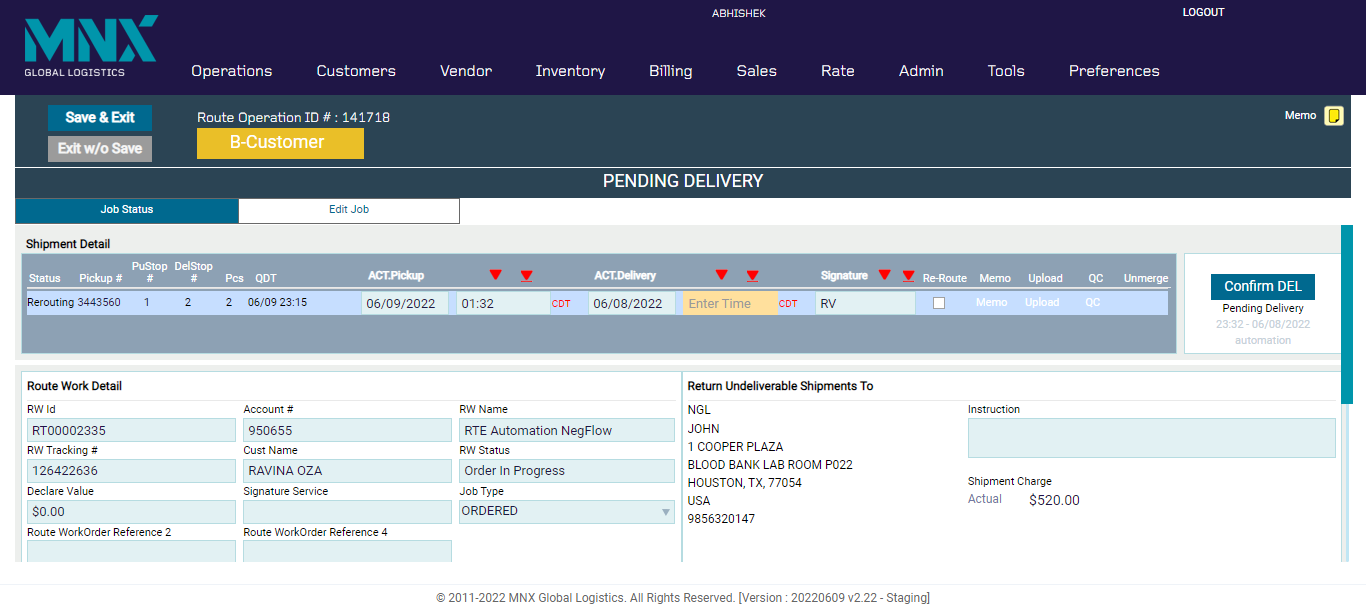 ABHISHEK
LOGOUT
MNX
GLOBAL LOGISTICS
Operations Customers Vendor Inventory Billing Sales Rate Admin Tools Preferences
Save & Exit
Exit w/o Save
Route Operation ID # : 141718
B-Customer
Memo
PENDING DELIVERY
Job Status Edit Job
Shipment Detail
Status Pickup # PuStop # DelStop # Pcs QDT ACT.Pickup ACT.Delivery Signature Re-Route Memo Upload QC Unmerge
Rerouting 3443560 1 2 2 06/09 23:15 06/09/2022 01:32 CDT 06/08/2022 Enter Time CDT RV Memo Upload QC
Confirm DEL
Pending Delivery
23:32 - 06/08/2022
automation
Route Work Detail
RW Id Account # RW Name
RT00002335 950655 RTE Automation NegFlow
RW Tracking # Cust Name RW Status
126422636 RAVINA OZA Order In Progress
Declare Value Signature Service Job Type
$0.00 ORDERED
Route WorkOrder Reference 2 Route WorkOrder Reference 4
Return Undeliverable Shipments To
NGL
JOHN
1 COOPER PLAZA
BLOOD BANK LAB ROOM P022
HOUSTON, TX, 77054
USA
9856320147
Instruction
Shipment Charge
Actual $520.00
© 2011-2022 MNX Global Logistics. All Rights Reserved. [Version : 20220609 v2.22 - Staging]